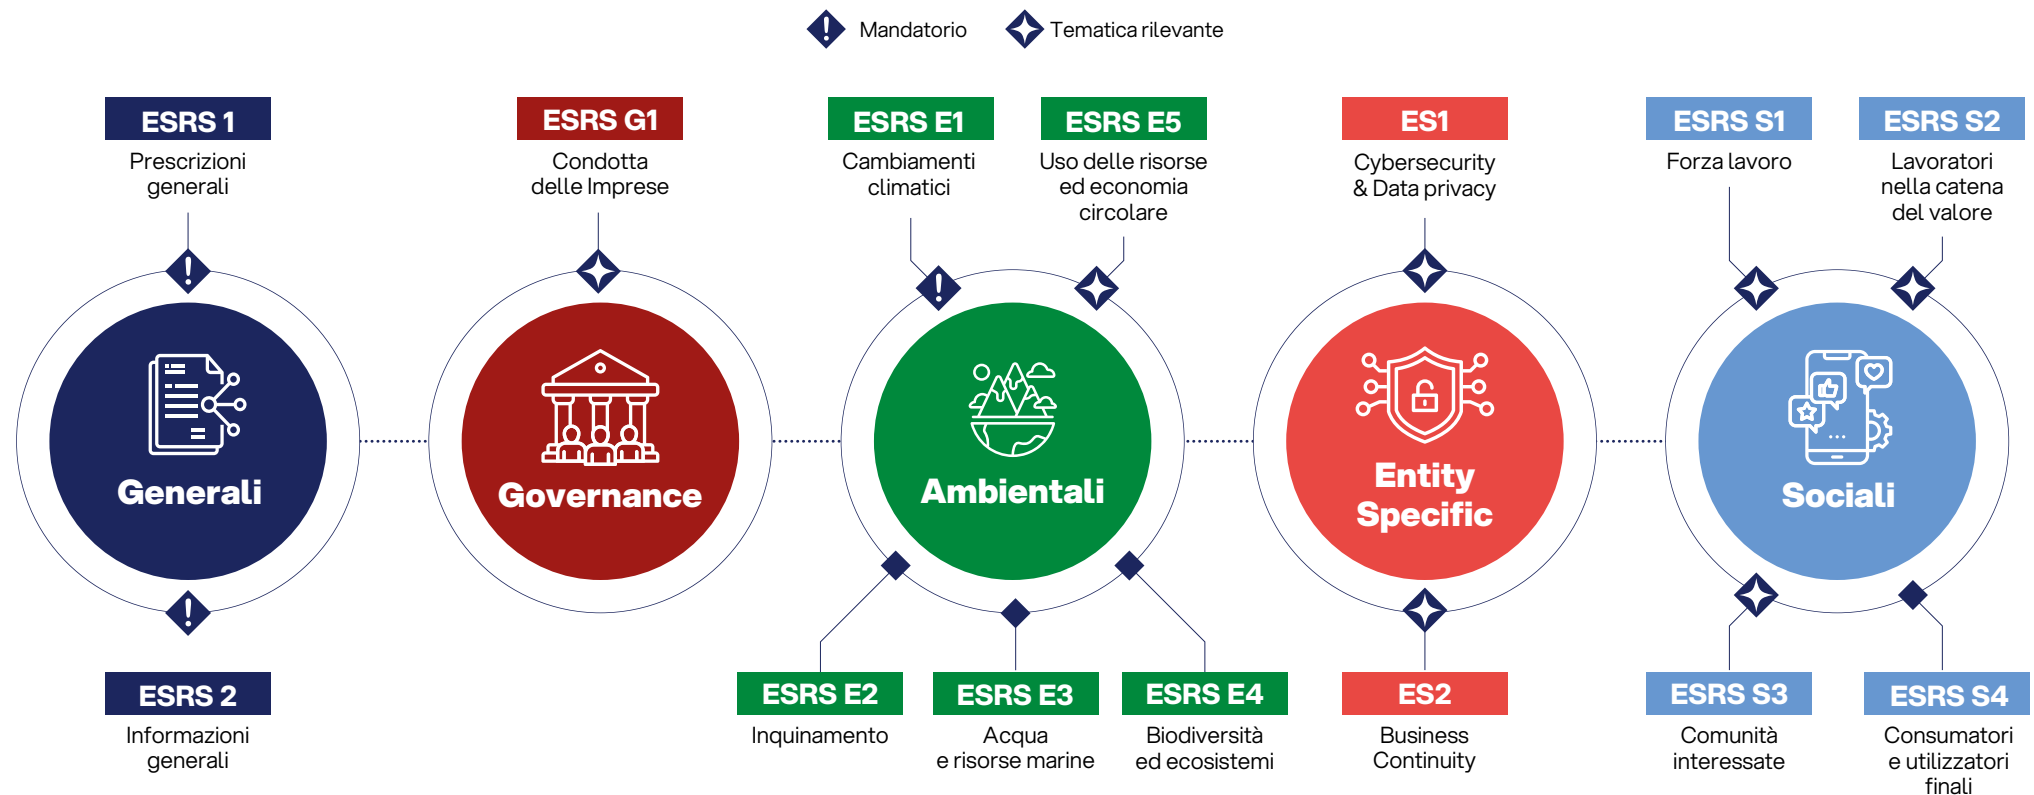 Mandatorio
Tematica rilevante
ESRS 1
Prescrizioni
generali
ESRS G1
Condotta
delle Imprese
ESRS E1
Cambiamenti
climatici
ESRS E5
Uso delle risorse
ed economia
circolare
ES1
Cybersecurity
& Data privacy
ESRS S1
Forza lavoro
ESRS S2
Lavoratori
nella catena
del valore
Generali
Governance
Ambientali
Entity
Specific
Sociali
ESRS 2
Informazioni
generali
ESRS E2
Inquinamento
ESRS E3
Acqua
e risorse marine
ESRS E4
Biodiversità
ed ecosistemi
ES2
Business
Continuity
ESRS S3
Comunità
interessate
ESRS S4
Consumatori
e utilizzatori
finali